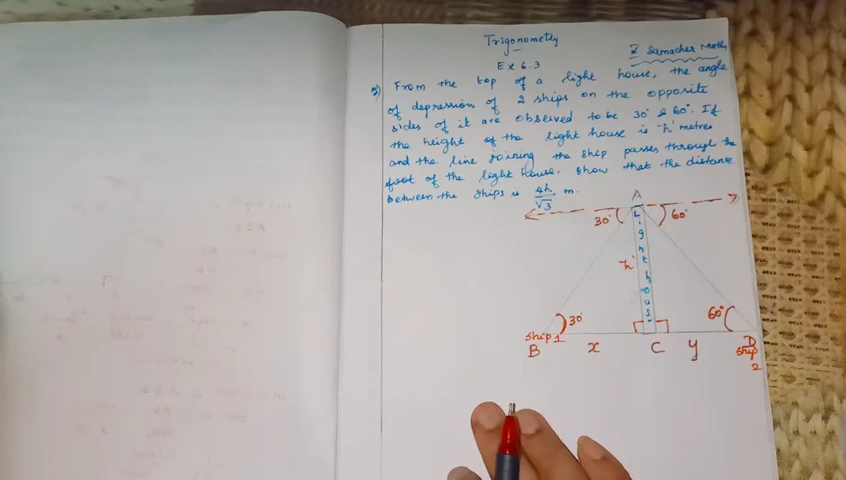 Trigonometry
X Samacheer Maths
Ex 6.3
5) From the top of a light house, the angle
of depression of 2 ships on the opposite
sides of it are observed to be 30° & 60°. If
the height of the light house is 'h' metres
and the line joining the ship passes through the
foot of the light house. Show that the distance
between the ships is 4h/√3 m.
A
30° 60°
Light house
'h'
30° 60°
Ship 1 D
B x C y Ship
2